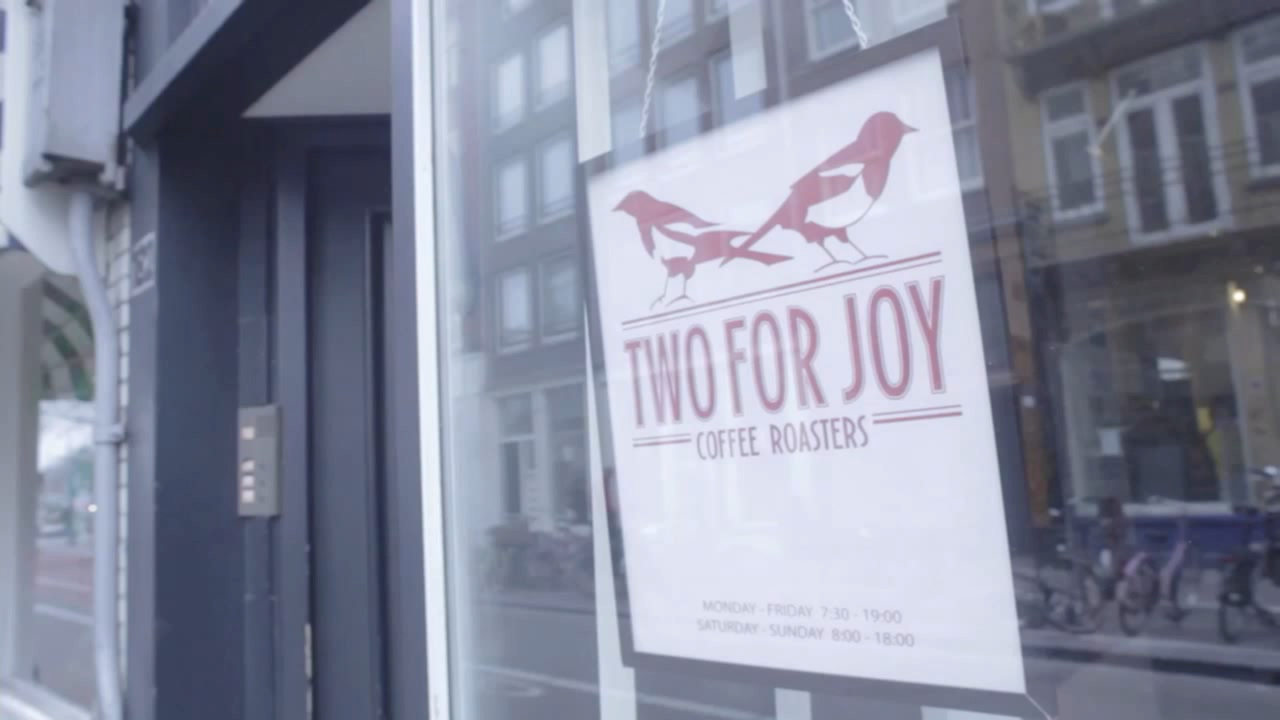 TWO FOR JOY
COFFEE ROASTERS
MONDAY - FRIDAY 7:30 - 19:00
SATURDAY - SUNDAY 8:00 - 18:00